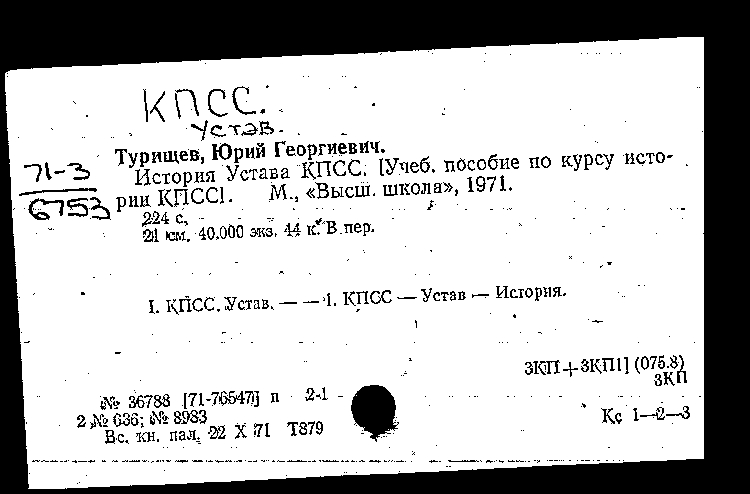 КПСС.
Устав.
71-3
6753
Турищев, Юрий Георгиевич.
История Устава КПСС. [Учеб. пособие по курсу исто-
рии КПСС]. М., «Высш. школа», 1971.
224 с.
21 см. 40.000 экз. 44 к. В пер.
I. КПСС. Устав. — — 1. КПСС — Устав — История.
3КП+3КП1] (075.8)
3КП
№ 36788 [71-76547] п 2-1
2 № 636; № 8983
Вс. кн. пал. 22 X 71 Т879
Кс 1—2—3